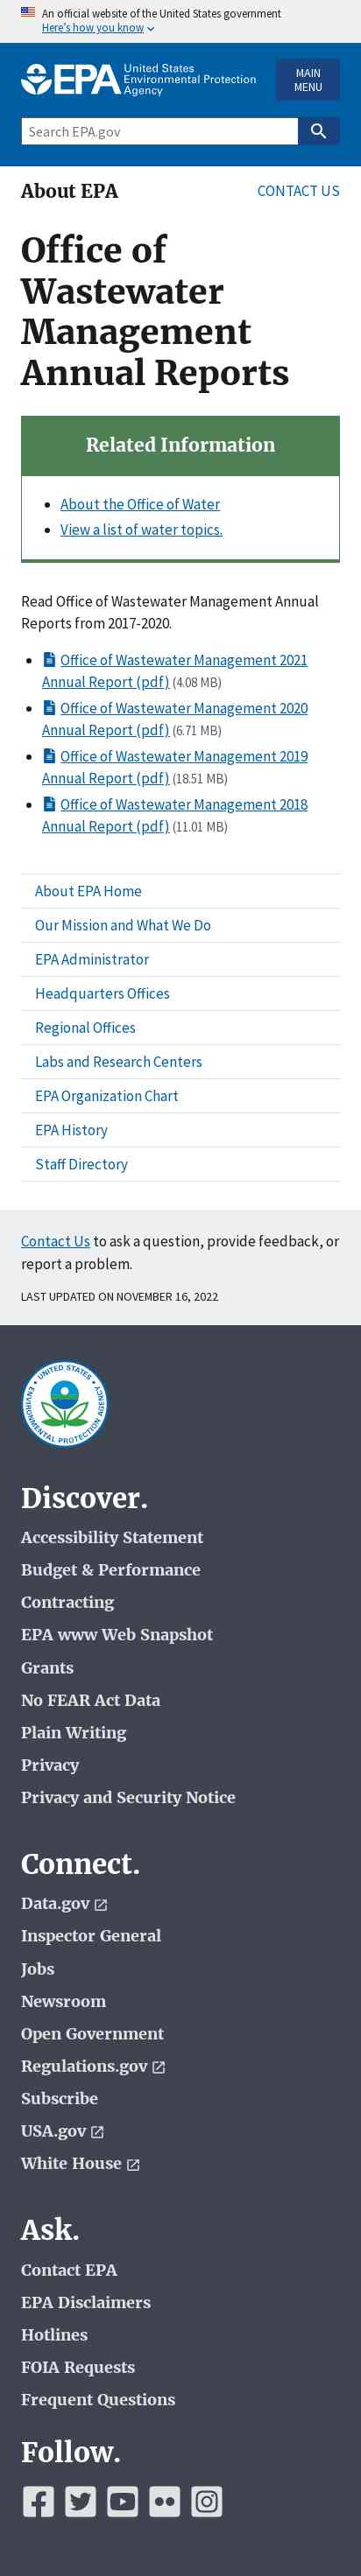 An official website of the United States government
Here's how you know
EPA United States
Environmental Protection
Agency
MAIN
MENU
Search EPA.gov
About EPA CONTACT US
Office of
Wastewater
Management
Annual Reports
Related Information
About the Office of Water
View a list of water topics.
Read Office of Wastewater Management Annual
Reports from 2017-2020.
Office of Wastewater Management 2021
Annual Report (pdf) (4.08 MB)
Office of Wastewater Management 2020
Annual Report (pdf) (6.71 MB)
Office of Wastewater Management 2019
Annual Report (pdf) (18.51 MB)
Office of Wastewater Management 2018
Annual Report (pdf) (11.01 MB)
About EPA Home
Our Mission and What We Do
EPA Administrator
Headquarters Offices
Regional Offices
Labs and Research Centers
EPA Organization Chart
EPA History
Staff Directory
Contact Us to ask a question, provide feedback, or
report a problem.
LAST UPDATED ON NOVEMBER 16, 2022
UNITED STATES
ENVIRONMENTAL PROTECTION AGENCY
Discover.
Accessibility Statement
Budget & Performance
Contracting
EPA www Web Snapshot
Grants
No FEAR Act Data
Plain Writing
Privacy
Privacy and Security Notice
Connect.
Data.gov
Inspector General
Jobs
Newsroom
Open Government
Regulations.gov
Subscribe
USA.gov
White House
Ask.
Contact EPA
EPA Disclaimers
Hotlines
FOIA Requests
Frequent Questions
Follow.